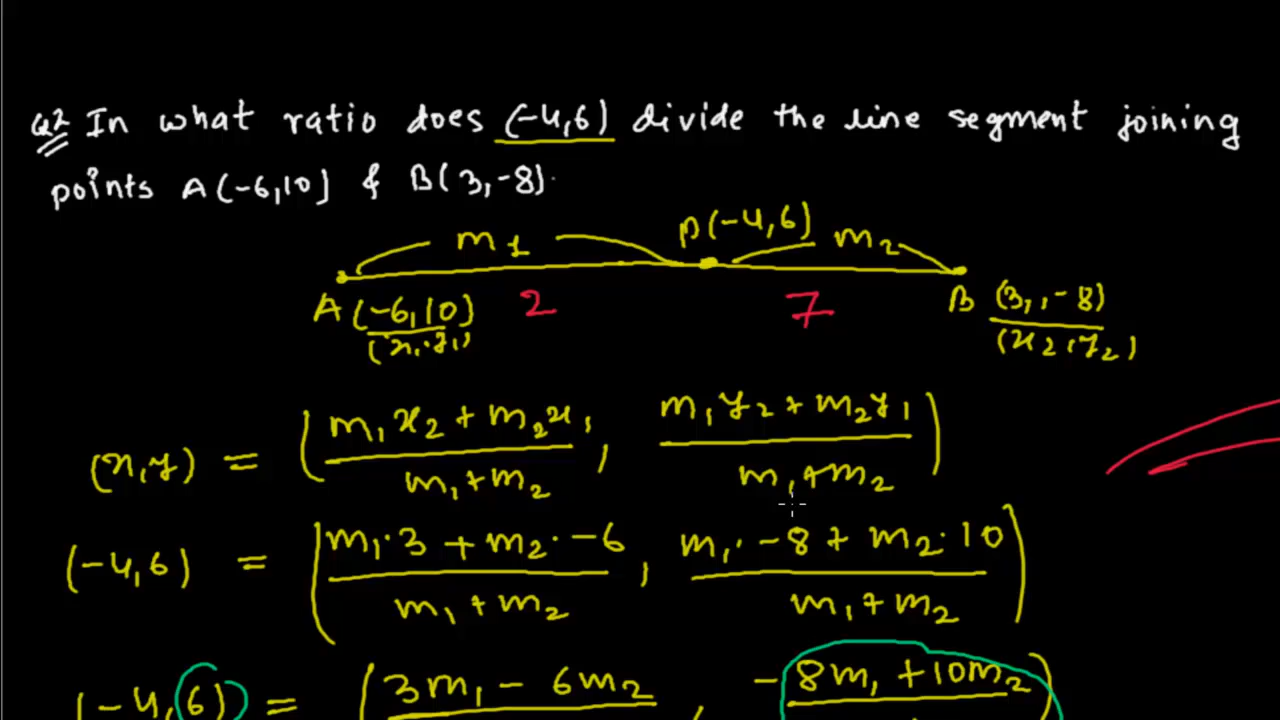 Q2 In what ratio does (-4,6) divide the line segment joining
points A(-6,10) & B(3,-8).
m1 P(-4,6) m2
A (-6,10) 2 7 B (3,-8)
(x1,y1) (x2,y2)
(x,y) = (m1x2+m2x1/m1+m2, m1y2+m2y1/m1+m2)
(-4,6) = (m1·3+m2·-6/m1+m2, m1·-8+m2·10/m1+m2)
(-4,6) = (3m1-6m2, -8m1+10m2)